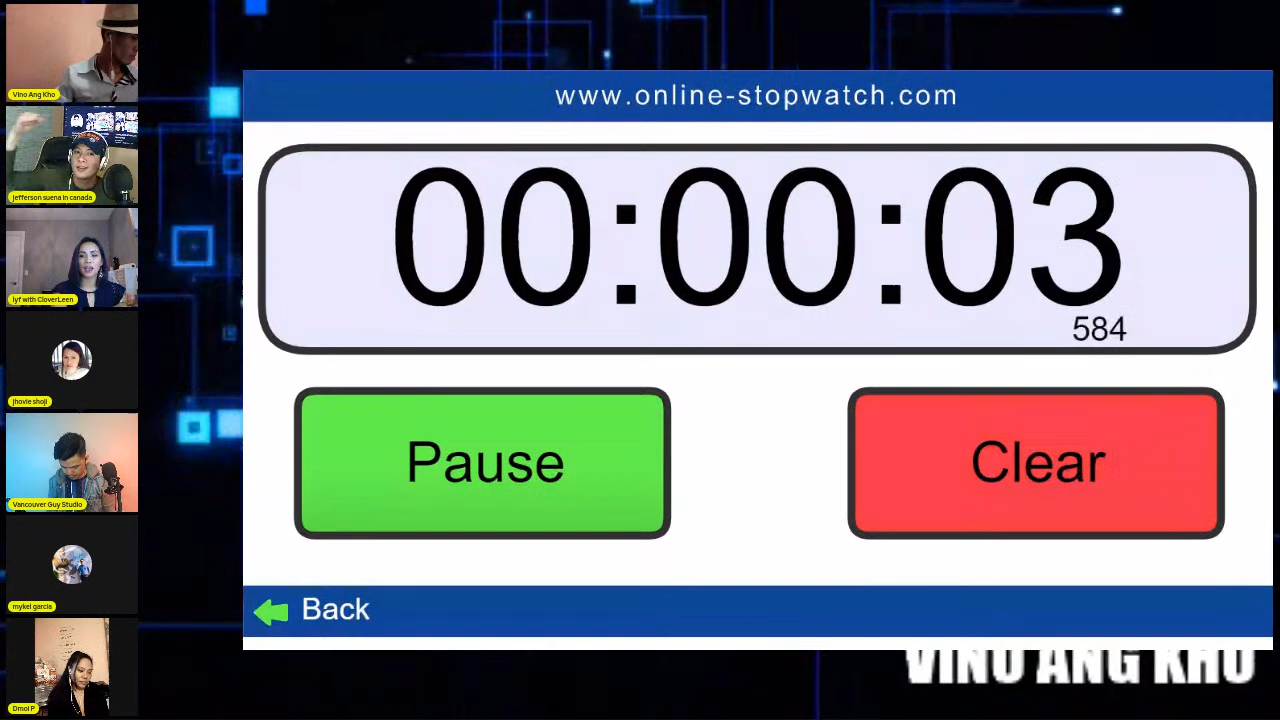 Vino Ang Kho
jefferson suena in canada
lyf with CloverLeen
jhovie shoji
Vancouver Guy Studio
mykel garcia
Dmol P
www.online-stopwatch.com
00:00:03
584
Pause
Clear
Back
VINO ANG KHO